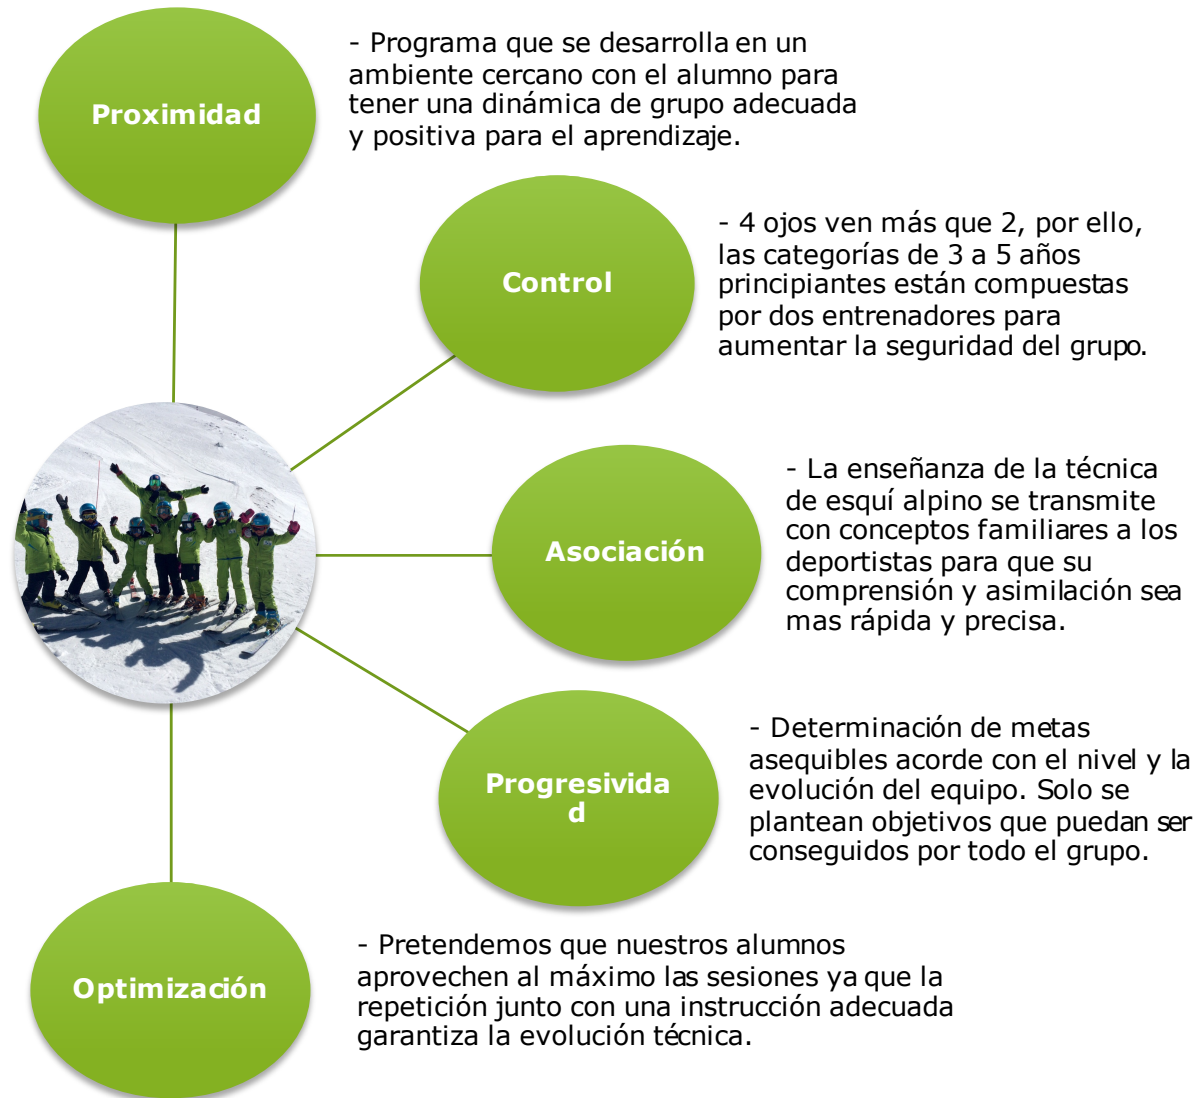 Proximidad
- Programa que se desarrolla en un
ambiente cercano con el alumno para
tener una dinámica de grupo adecuada
y positiva para el aprendizaje.
Control
- 4 ojos ven más que 2, por ello,
las categorías de 3 a 5 años
principiantes están compuestas
por dos entrenadores para
aumentar la seguridad del grupo.
Asociación
- La enseñanza de la técnica
de esquí alpino se transmite
con conceptos familiares a los
deportistas para que su
comprensión y asimilación sea
mas rápida y precisa.
Progresivida
d
- Determinación de metas
asequibles acorde con el nivel y la
evolución del equipo. Solo se
plantean objetivos que puedan ser
conseguidos por todo el grupo.
Optimización
- Pretendemos que nuestros alumnos
aprovechen al máximo las sesiones ya que la
repetición junto con una instrucción adecuada
garantiza la evolución técnica.